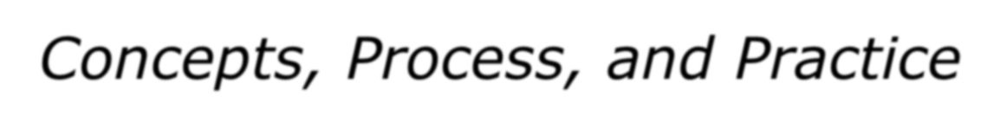 Concepts, Process, and Practice